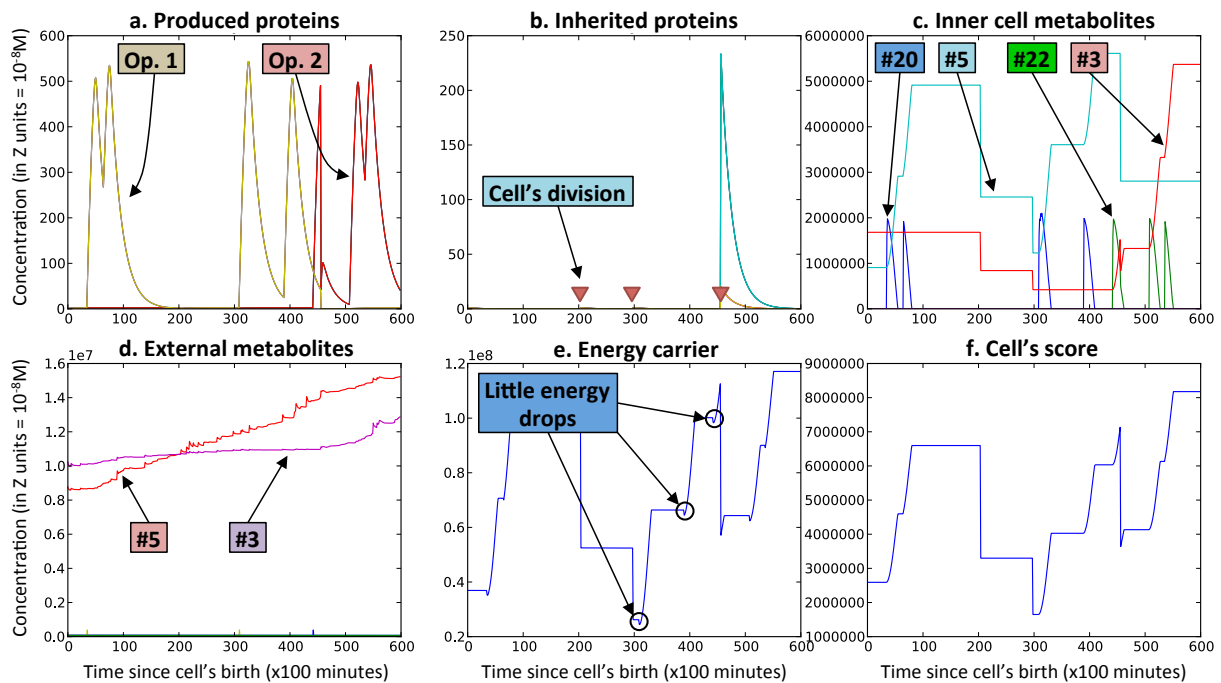 a. Produced proteins
b. Inherited proteins
c. Inner cell metabolites
Concentration (in Z units = 10⁻⁸M)
600
500
400
300
200
100
0
0 100 200 300 400 500 600
Op. 1
Op. 2
250
200
150
100
50
0
0 100 200 300 400 500 600
Cell's division
6000000
5000000
4000000
3000000
2000000
1000000
0
0 100 200 300 400 500 600
#20
#5
#22
#3
d. External metabolites
e. Energy carrier
f. Cell's score
Concentration (in Z units = 10⁻⁸M)
1e7
1.6
1.4
1.2
1.0
0.8
0.6
0.4
0.2
0.0
0 100 200 300 400 500 600
#5
#3
1e8
1.2
1.0
0.8
0.6
0.4
0.2
0 100 200 300 400 500 600
Little energy
drops
9000000
8000000
7000000
6000000
5000000
4000000
3000000
2000000
1000000
0 100 200 300 400 500 600
Time since cell's birth (x100 minutes)
Time since cell's birth (x100 minutes)
Time since cell's birth (x100 minutes)